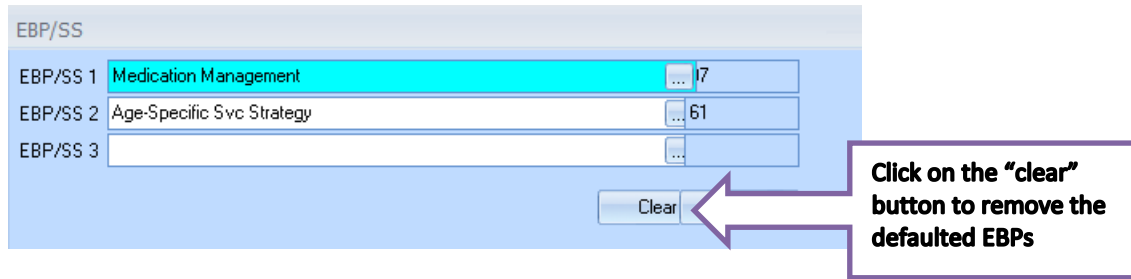 EBP/SS
EBP/SS 1 Medication Management ...
EBP/SS 2 Age-Specific Svc Strategy ... 61
EBP/SS 3 ...
Clear
Click on the “clear”
button to remove the
defaulted EBPs